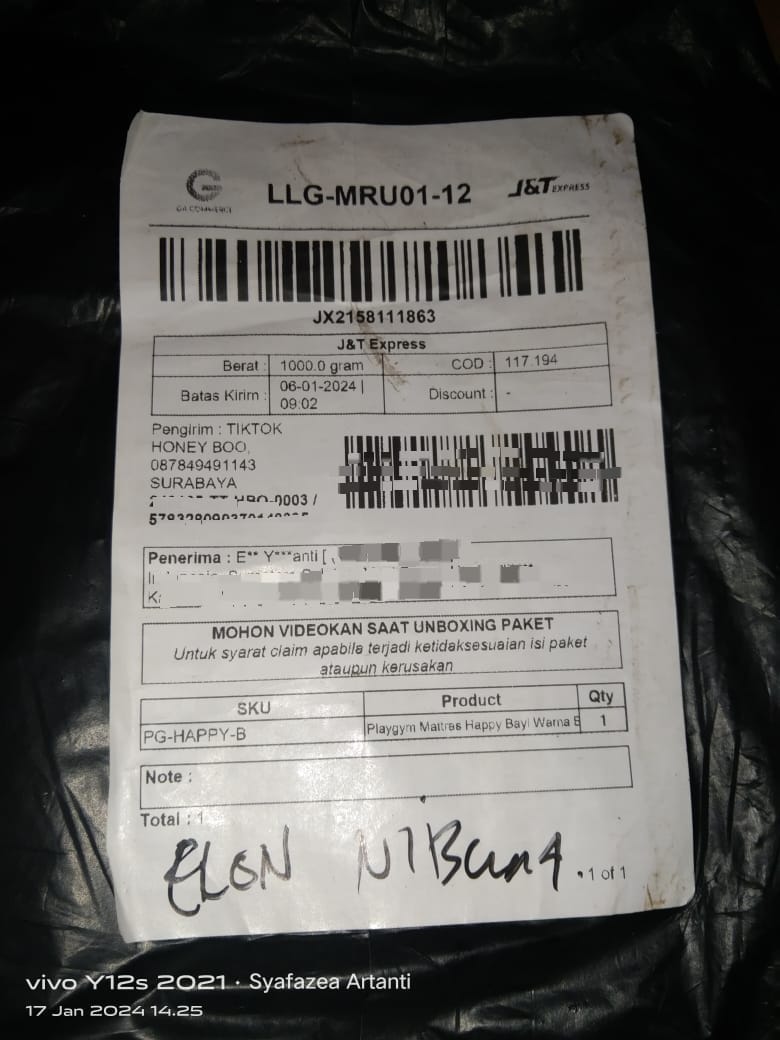 LLG-MRU01-12
J&T EXPRESS
JX2158111863
J&T Express
Berat : 1000.0 gram COD : 117.194
Batas Kirim : 06-01-2024 | 09:02 Discount : -
Pengirim : TIKTOK
HONEY BOO,
087849491143
SURABAYA
Penerima : E** Y***anti [
MOHON VIDEOKAN SAAT UNBOXING PAKET
Untuk syarat claim apabila terjadi ketidaksesuaian isi paket
ataupun kerusakan
SKU Product Qty
PG-HAPPY-B Playgym Matras Happy Bayi Warna 1
Note :
Total : 1
1 of 1
vivo Y12s 2021 · Syafazea Artanti
17 Jan 2024 14.25